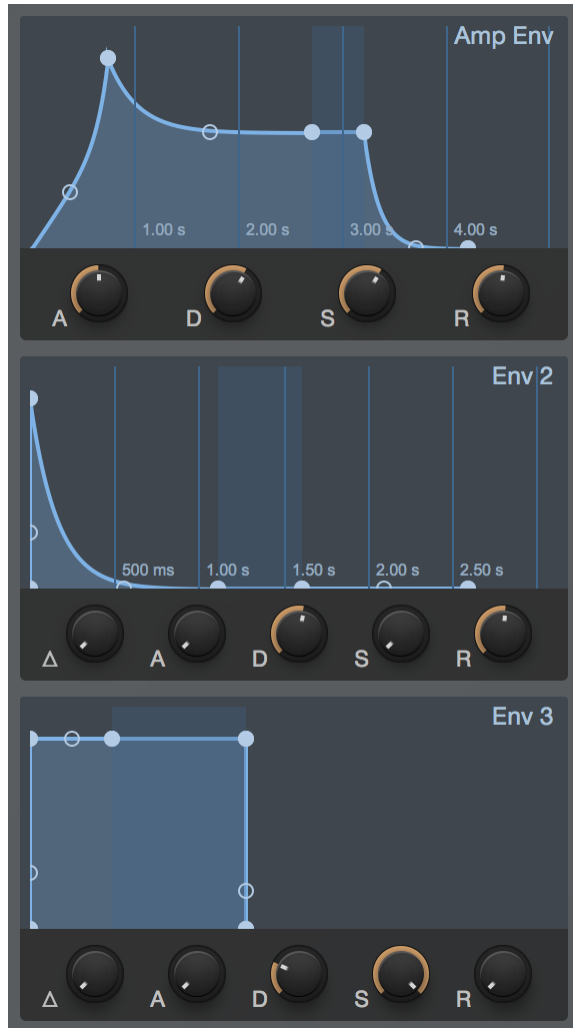 Amp Env
1.00 s 2.00 s 3.00 s 4.00 s
A D S R
Env 2
500 ms 1.00 s 1.50 s 2.00 s 2.50 s
Δ A D S R
Env 3
Δ A D S R